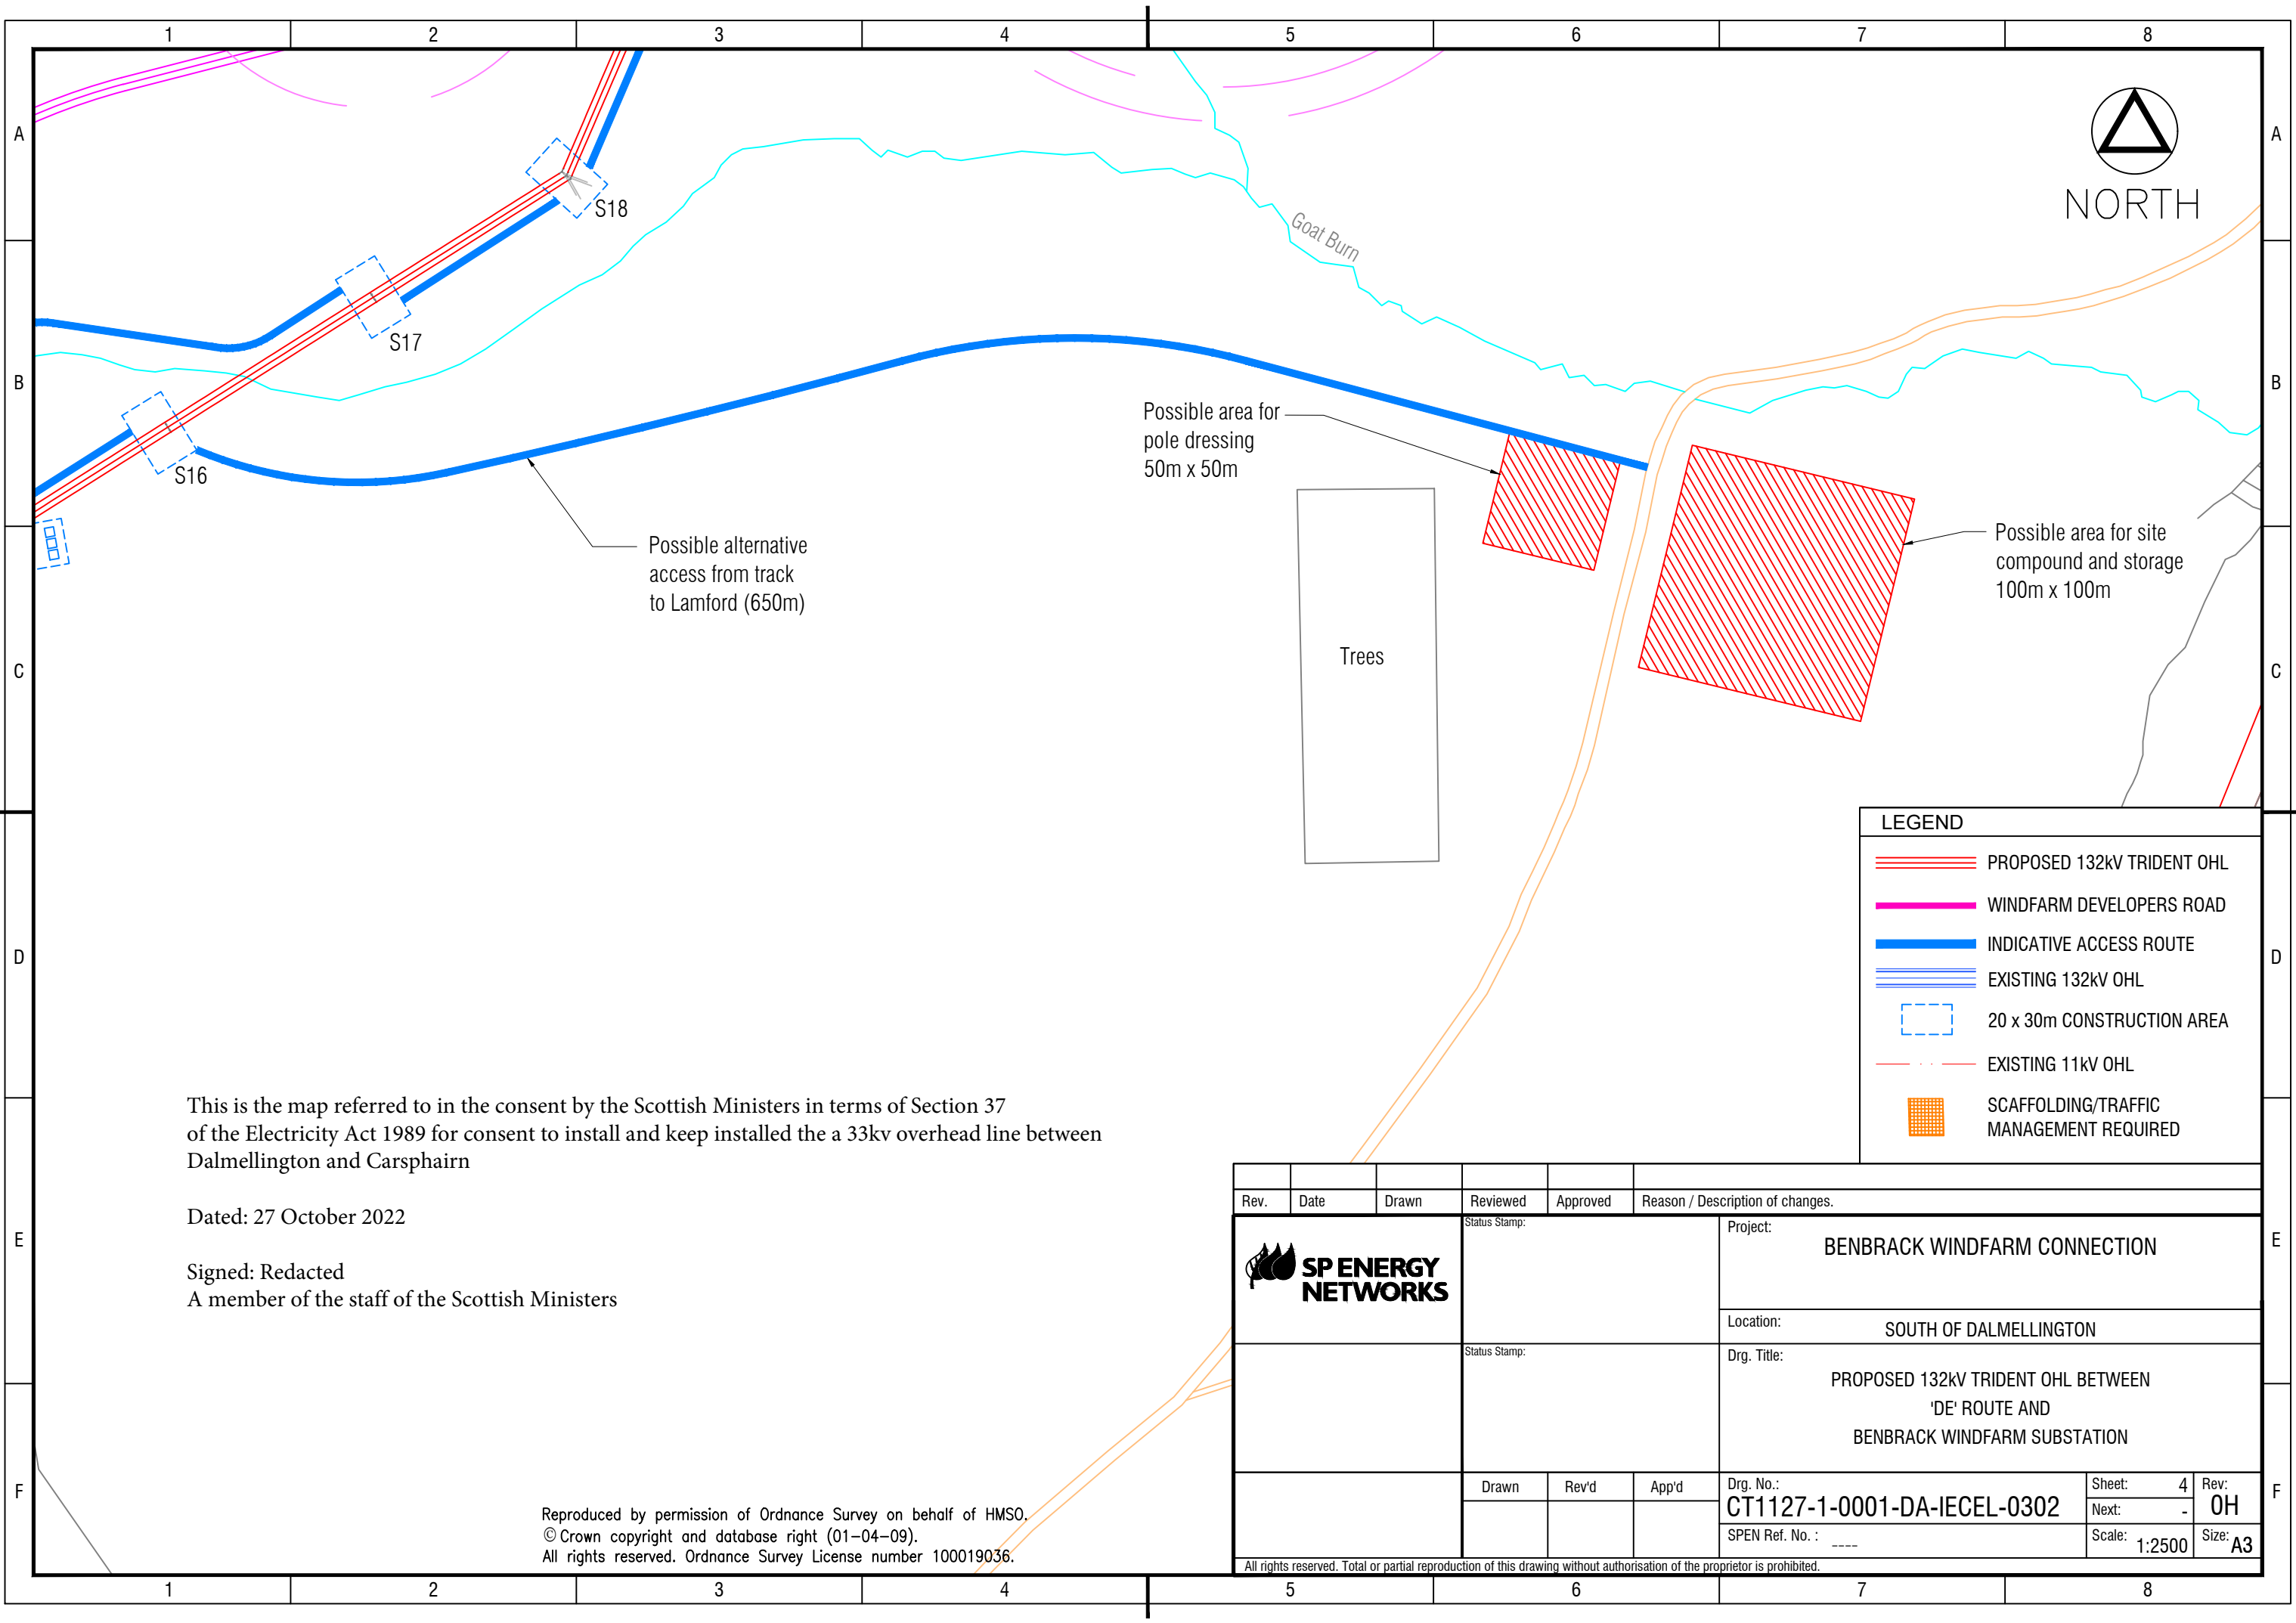 1 2 3 4 5 6 7 8
A A
NORTH
S18
Goat Burn
S17
B B
Possible area for
pole dressing
50m x 50m
S16
Possible alternative
access from track
to Lamford (650m)
Possible area for site
compound and storage
100m x 100m
Trees
C C
LEGEND
PROPOSED 132kV TRIDENT OHL
WINDFARM DEVELOPERS ROAD
INDICATIVE ACCESS ROUTE
EXISTING 132kV OHL
20 x 30m CONSTRUCTION AREA
EXISTING 11kV OHL
SCAFFOLDING/TRAFFIC
MANAGEMENT REQUIRED
D D
This is the map referred to in the consent by the Scottish Ministers in terms of Section 37
of the Electricity Act 1989 for consent to install and keep installed the a 33kv overhead line between
Dalmellington and Carsphairn
Dated: 27 October 2022
Signed: Redacted
A member of the staff of the Scottish Ministers
E E
Rev. Date Drawn Reviewed Approved Reason / Description of changes.
SP ENERGY
NETWORKS
Status Stamp:
Project:
BENBRACK WINDFARM CONNECTION
Location:
SOUTH OF DALMELLINGTON
Status Stamp:
Drg. Title:
PROPOSED 132kV TRIDENT OHL BETWEEN
'DE' ROUTE AND
BENBRACK WINDFARM SUBSTATION
Drawn Rev'd App'd
Drg. No.:
CT1127-1-0001-DA-IECEL-0302
Sheet: 4
Next: -
Rev:
0H
SPEN Ref. No. : ----
Scale: 1:2500
Size: A3
F F
Reproduced by permission of Ordnance Survey on behalf of HMSO.
© Crown copyright and database right (01-04-09).
All rights reserved. Ordnance Survey License number 100019036.
All rights reserved. Total or partial reproduction of this drawing without authorisation of the proprietor is prohibited.
1 2 3 4 5 6 7 8